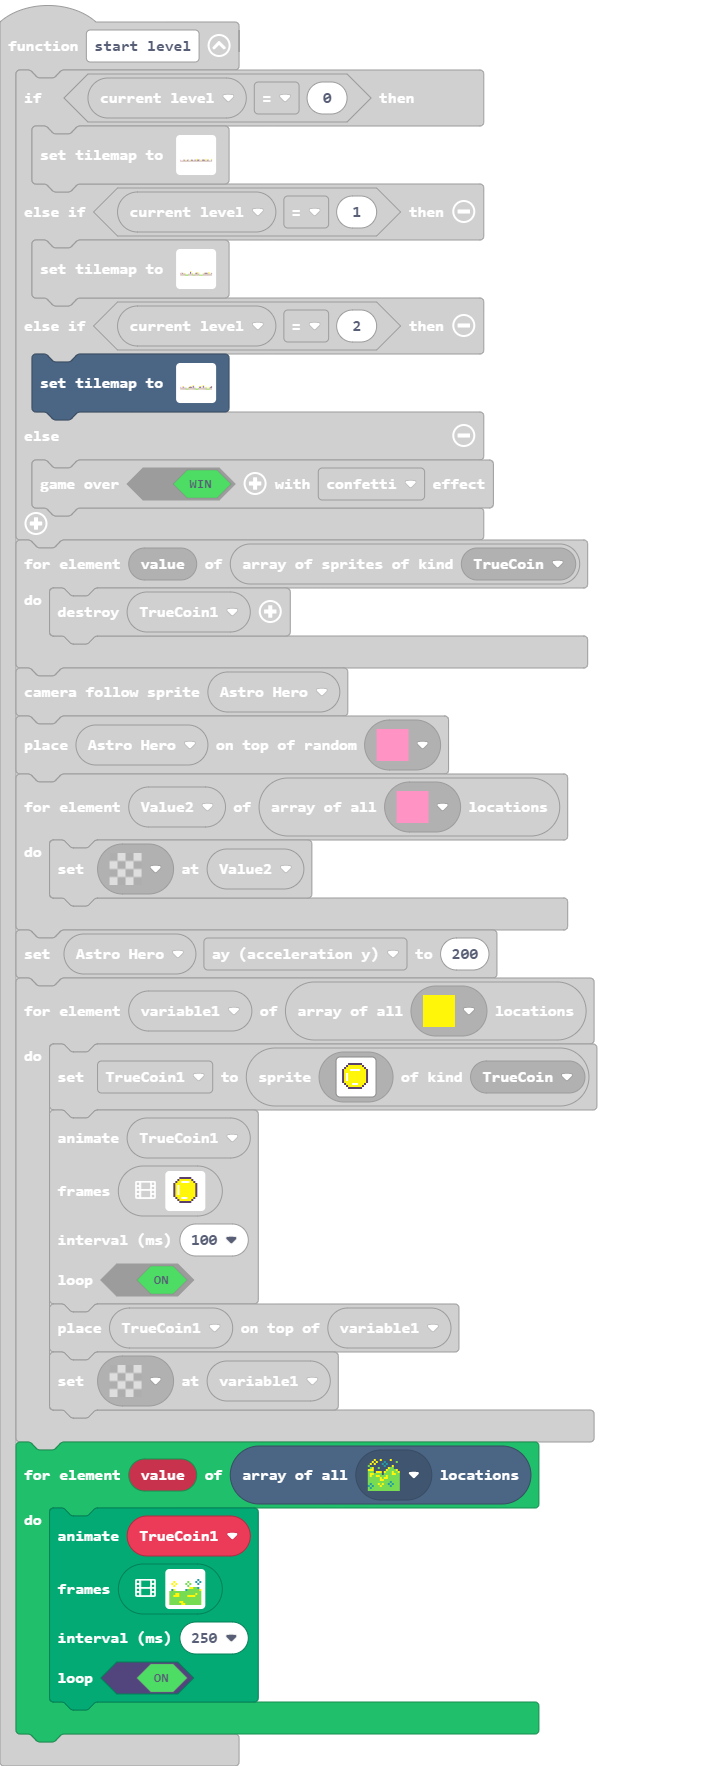 function start level
if current level = 0 then
set tilemap to
else if current level = 1 then
set tilemap to
else if current level = 2 then
set tilemap to
else
game over WIN with confetti effect
for element value of array of sprites of kind TrueCoin
do destroy TrueCoin1
camera follow sprite Astro Hero
place Astro Hero on top of random
for element Value2 of array of all locations
do set at Value2
set Astro Hero ay (acceleration y) to 200
for element variable1 of array of all locations
do set TrueCoin1 to sprite of kind TrueCoin
animate TrueCoin1
frames
interval (ms) 100
loop ON
place TrueCoin1 on top of variable1
set at variable1
for element value of array of all locations
do animate TrueCoin1
frames
interval (ms) 250
loop ON